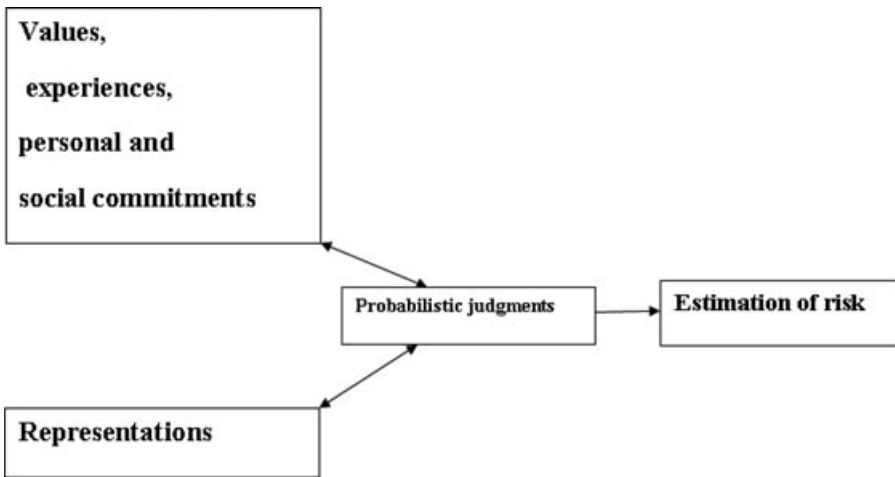 Values,
experiences,
personal and
social commitments
Probabilistic judgments
Estimation of risk
Representations